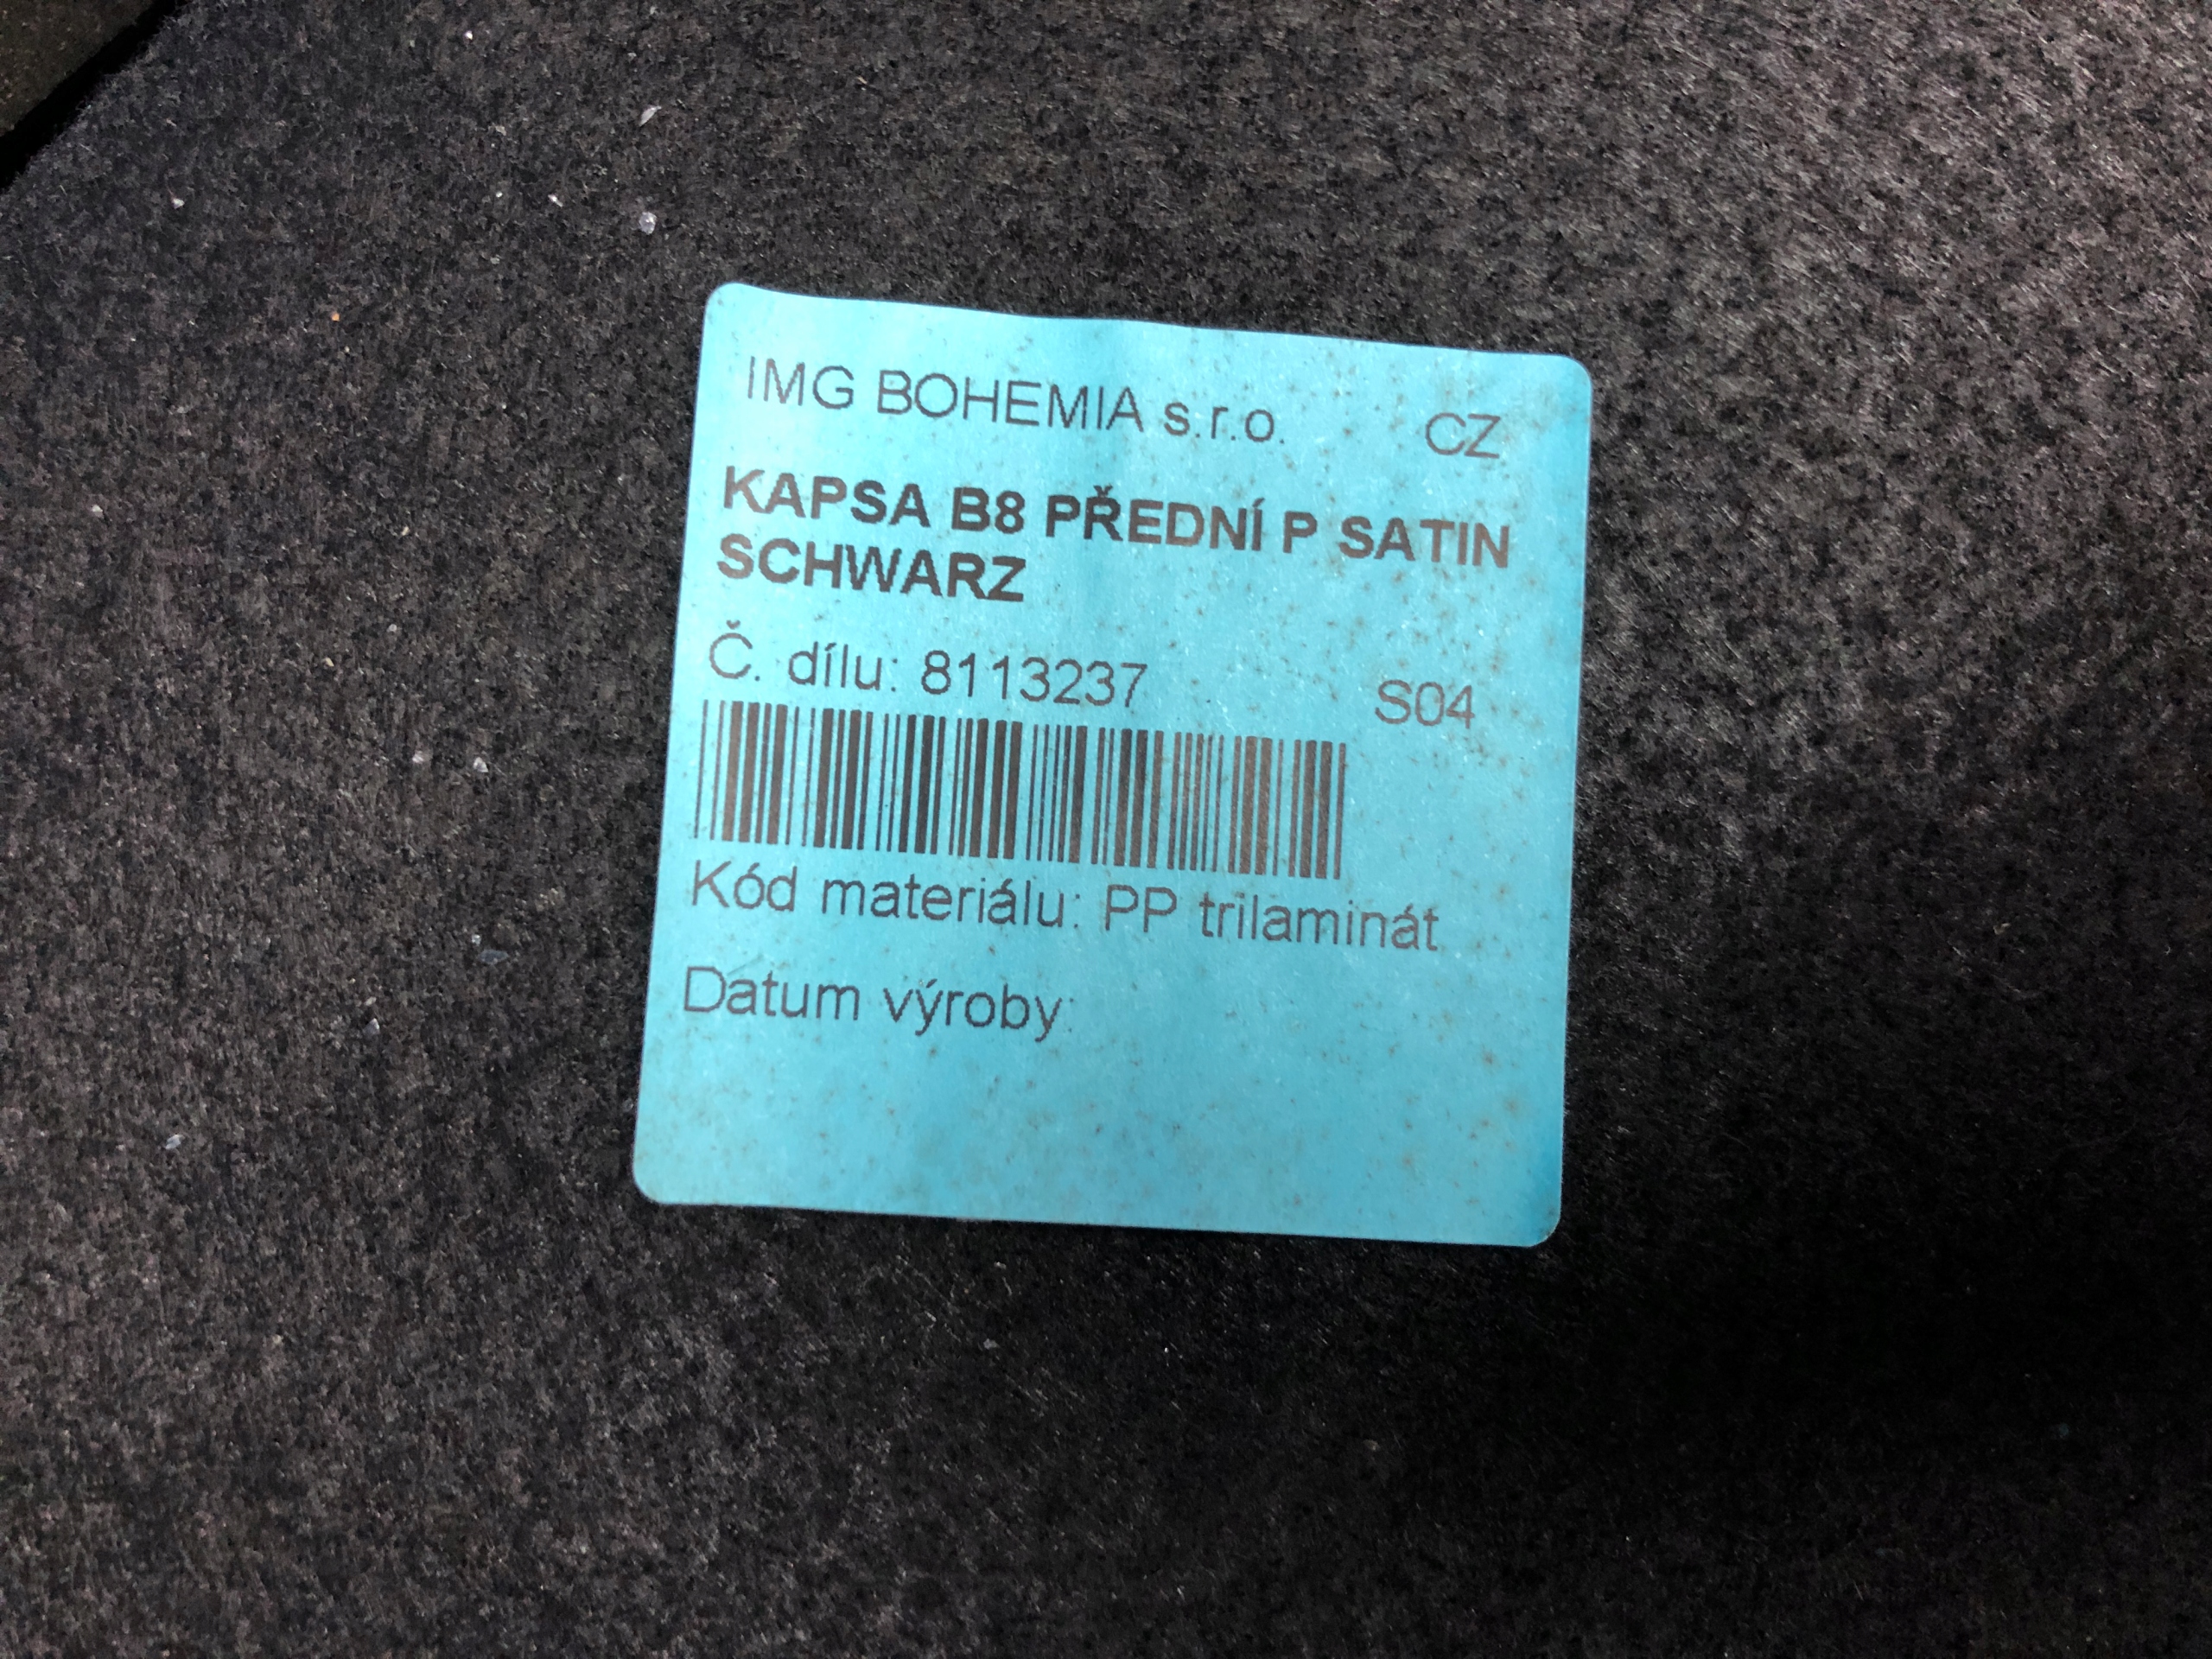 IMG BOHEMIA s.r.o. CZ
KAPSA B8 PŘEDNÍ P SATIN
SCHWARZ
Č. dílu: 8113237 S04
Kód materiálu: PP trilaminát
Datum výroby: